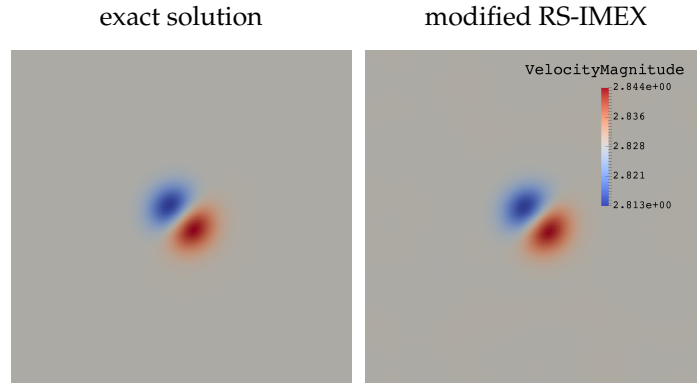 exact solution
modified RS-IMEX
VelocityMagnitude
2.844e+00
2.836
2.828
2.821
2.813e+00